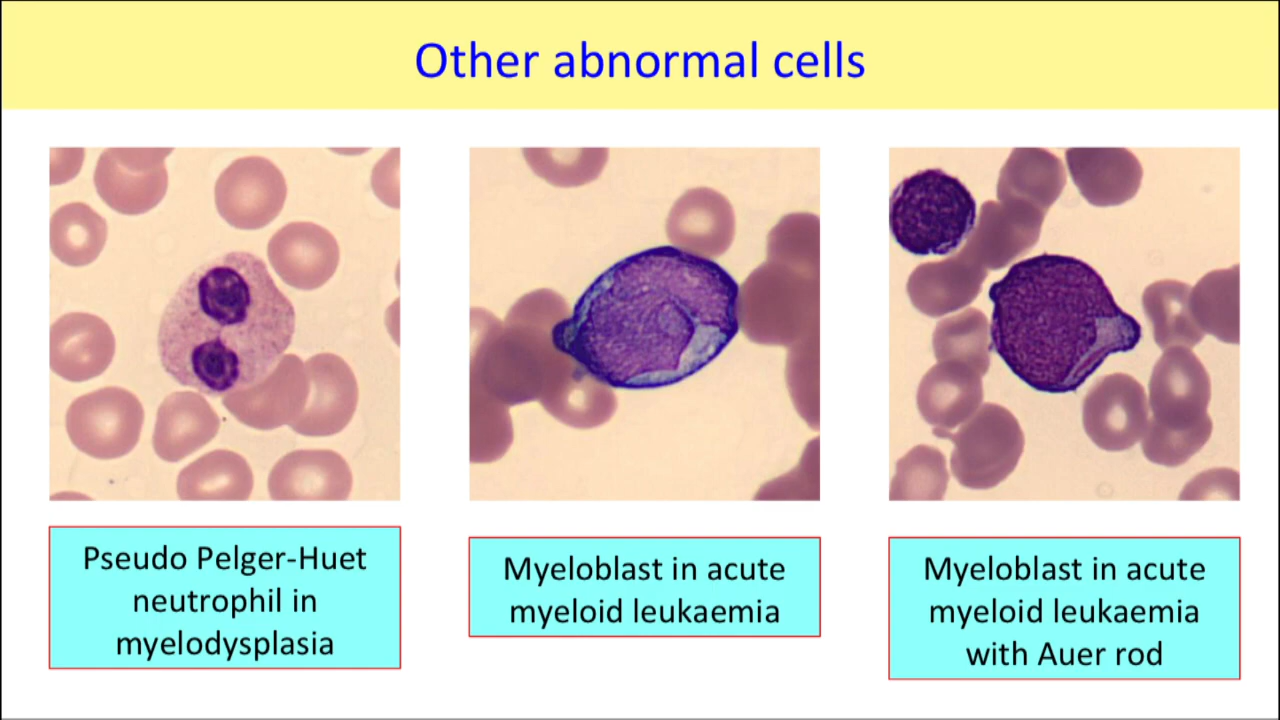 Other abnormal cells
Pseudo Pelger-Huet
neutrophil in
myelodysplasia
Myeloblast in acute
myeloid leukaemia
Myeloblast in acute
myeloid leukaemia
with Auer rod